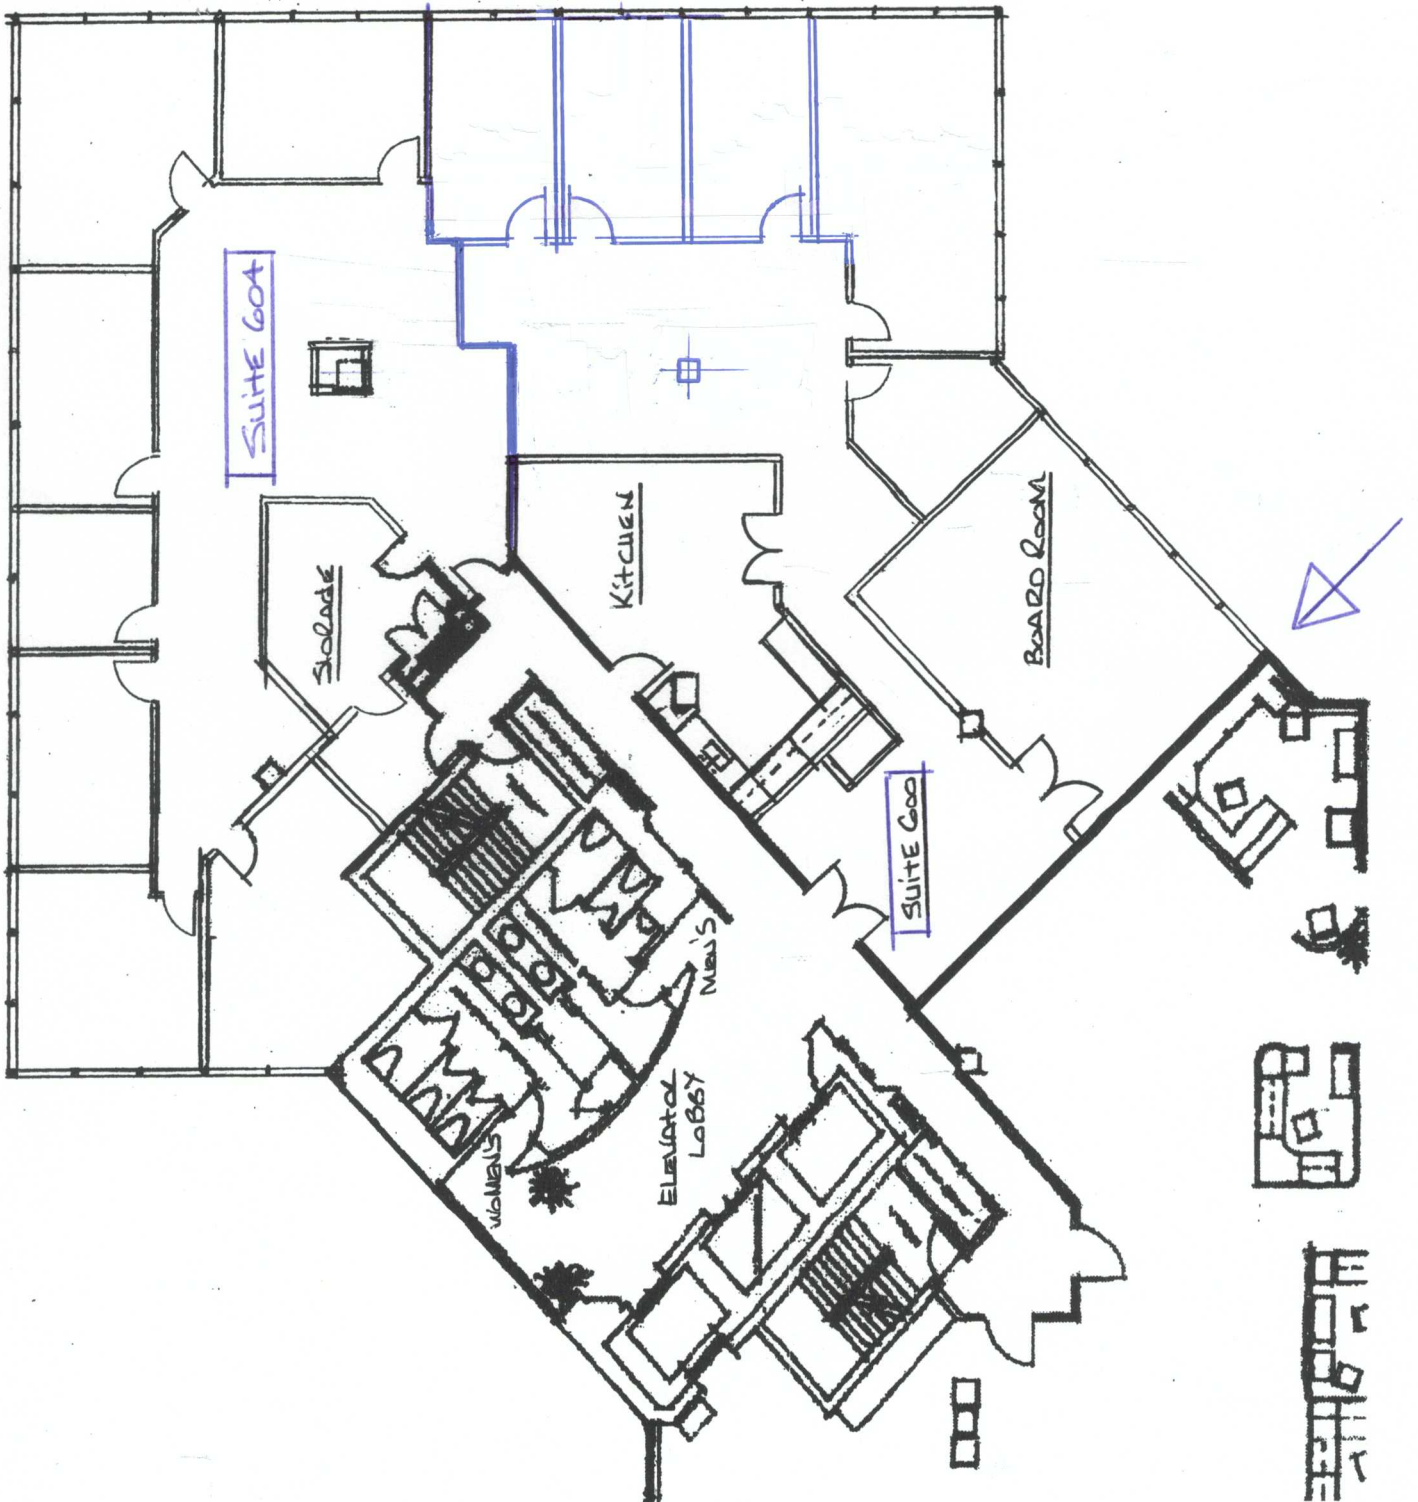 SuitE 604
StoRAGE
KitcHEN
BOARD ROOM
SuitE 600
MEN'S
WOMEN'S
ELEVATOR
LOBBY